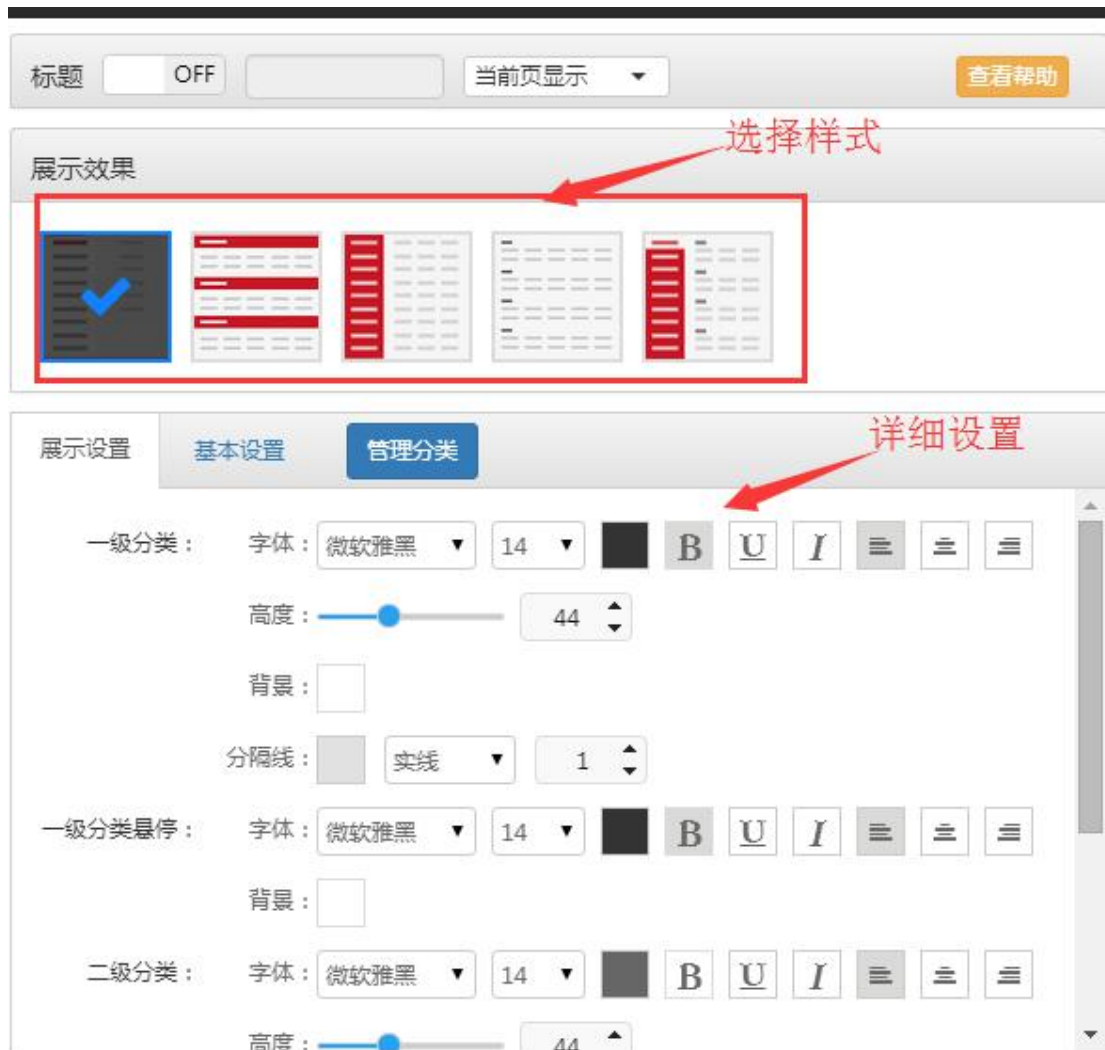 标题 OFF 当前页显示 查看帮助
选择样式
展示效果
详细设置
展示设置 基本设置 管理分类
一级分类： 字体： 微软雅黑 14 B U I
高度： 44
背景：
分隔线： 实线 1
一级分类悬停： 字体： 微软雅黑 14 B U I
背景：
二级分类： 字体： 微软雅黑 14 B U I
高度： 44